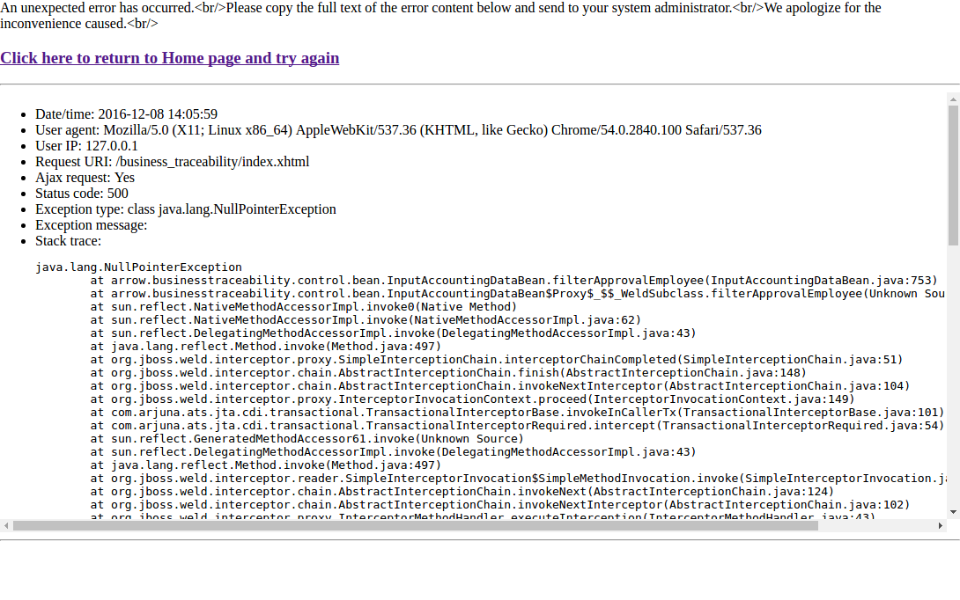 An unexpected error has occurred.<br/>Please copy the full text of the error content below and send to your system administrator.<br/>We apologize for the
inconvenience caused.<br/>
Click here to return to Home page and try again
Date/time: 2016-12-08 14:05:59
User agent: Mozilla/5.0 (X11; Linux x86_64) AppleWebKit/537.36 (KHTML, like Gecko) Chrome/54.0.2840.100 Safari/537.36
User IP: 127.0.0.1
Request URI: /business_traceability/index.xhtml
Ajax request: Yes
Status code: 500
Exception type: class java.lang.NullPointerException
Exception message:
Stack trace:
java.lang.NullPointerException
at arrow.businesstraceability.control.bean.InputAccountingDataBean.filterApprovalEmployee(InputAccountingDataBean.java:753)
at arrow.businesstraceability.control.bean.InputAccountingDataBean$Proxy$_$$_WeldSubclass.filterApprovalEmployee(Unknown Sou
at sun.reflect.NativeMethodAccessorImpl.invoke0(Native Method)
at sun.reflect.NativeMethodAccessorImpl.invoke(NativeMethodAccessorImpl.java:62)
at sun.reflect.DelegatingMethodAccessorImpl.invoke(DelegatingMethodAccessorImpl.java:43)
at java.lang.reflect.Method.invoke(Method.java:497)
at org.jboss.weld.interceptor.proxy.SimpleInterceptionChain.interceptorChainCompleted(SimpleInterceptionChain.java:51)
at org.jboss.weld.interceptor.chain.AbstractInterceptionChain.finish(AbstractInterceptionChain.java:148)
at org.jboss.weld.interceptor.chain.AbstractInterceptionChain.invokeNextInterceptor(AbstractInterceptionChain.java:104)
at org.jboss.weld.interceptor.proxy.InterceptorInvocationContext.proceed(InterceptorInvocationContext.java:149)
at com.arjuna.ats.jta.cdi.transactional.TransactionalInterceptorBase.invokeInCallerTx(TransactionalInterceptorBase.java:101)
at com.arjuna.ats.jta.cdi.transactional.TransactionalInterceptorRequired.intercept(TransactionalInterceptorRequired.java:54)
at sun.reflect.GeneratedMethodAccessor61.invoke(Unknown Source)
at sun.reflect.DelegatingMethodAccessorImpl.invoke(DelegatingMethodAccessorImpl.java:43)
at java.lang.reflect.Method.invoke(Method.java:497)
at org.jboss.weld.interceptor.reader.SimpleInterceptorInvocation$SimpleMethodInvocation.invoke(SimpleInterceptorInvocation.ja
at org.jboss.weld.interceptor.chain.AbstractInterceptionChain.invokeNext(AbstractInterceptionChain.java:124)
at org.jboss.weld.interceptor.chain.AbstractInterceptionChain.invokeNextInterceptor(AbstractInterceptionChain.java:102)
at org.jboss.weld.interceptor.proxy.InterceptorMethodHandler.executeInterception(InterceptorMethodHandler.java:43)